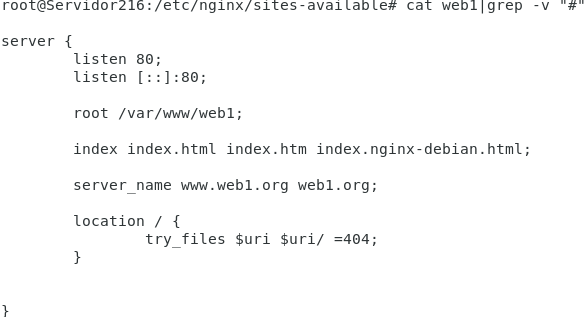 root@Servidor216:/etc/nginx/sites-available# cat web1|grep -v "#"
server {
listen 80;
listen [::]:80;
root /var/www/web1;
index index.html index.htm index.nginx-debian.html;
server_name www.web1.org web1.org;
location / {
try_files $uri $uri/ =404;
}
}